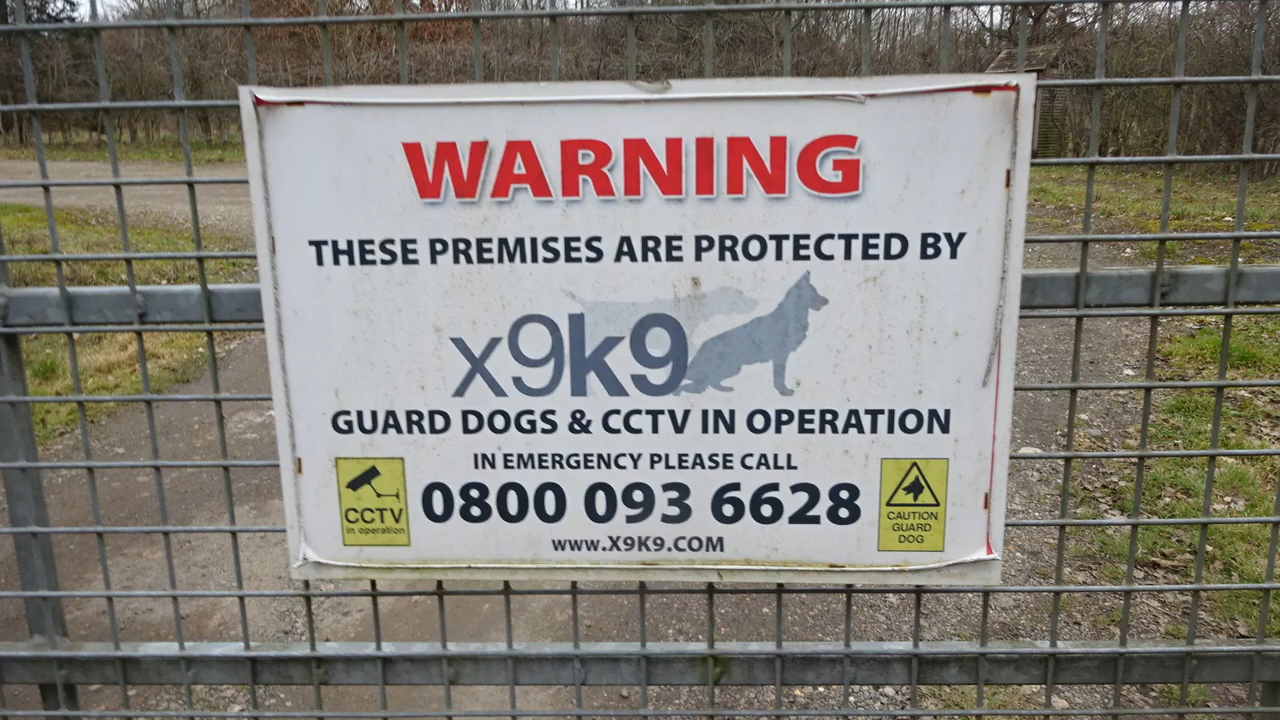 WARNING
THESE PREMISES ARE PROTECTED BY
x9k9
GUARD DOGS & CCTV IN OPERATION
IN EMERGENCY PLEASE CALL
0800 093 6628
WWW.X9K9.COM
CCTV
in operation
CAUTION
GUARD
DOG